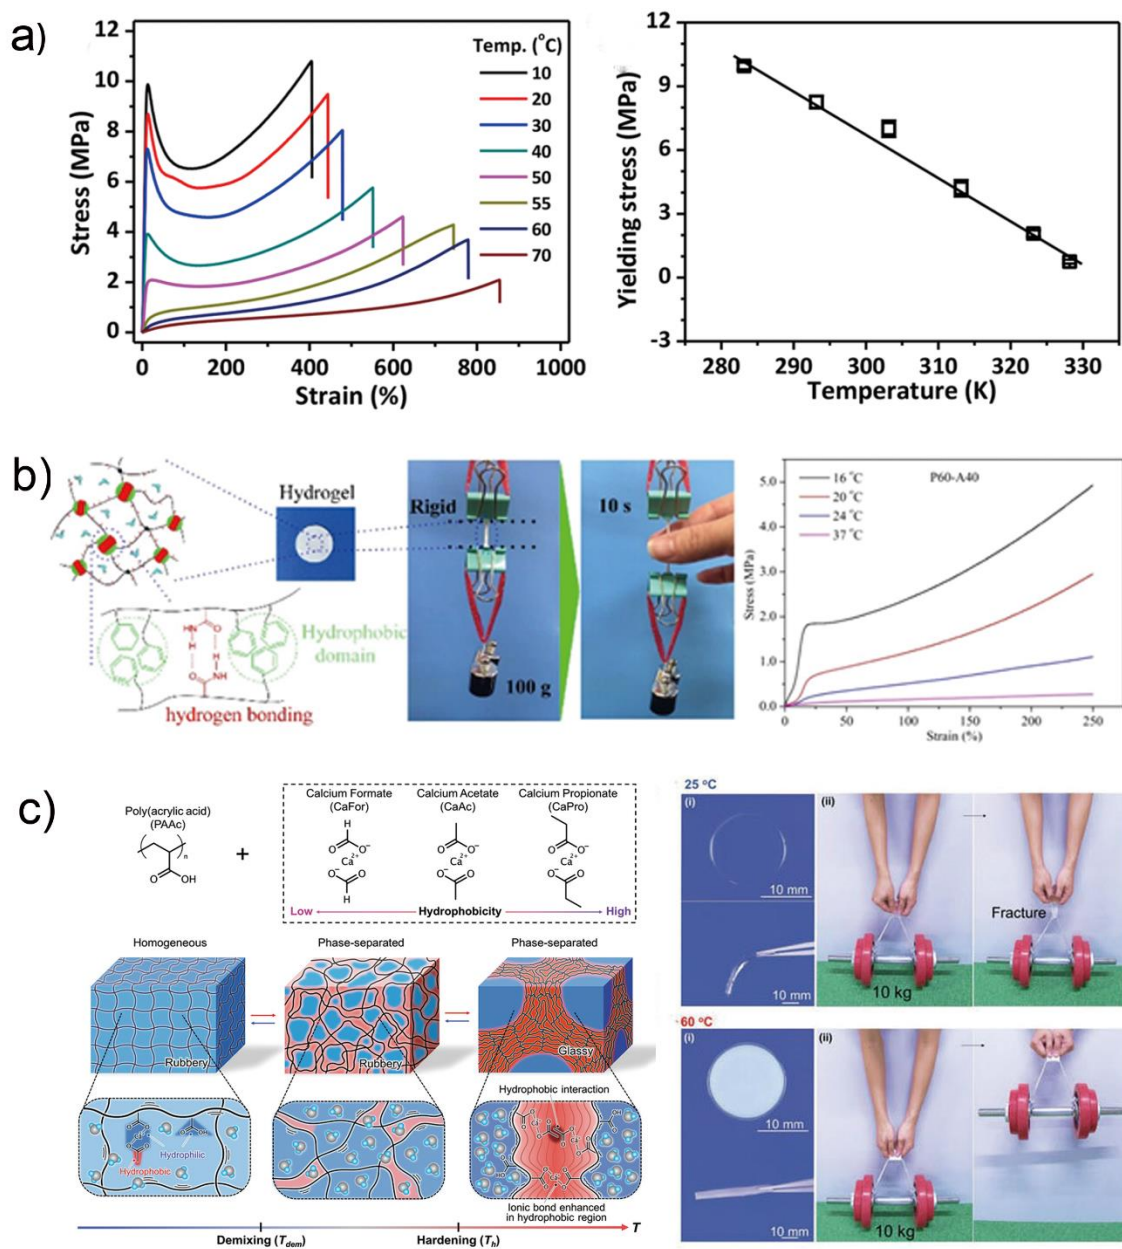 a)
12
10
8
6
4
2
0
Stress (MPa)
Temp. (°C)
10
20
30
40
50
55
60
70
0 200 400 600 800 1000
Strain (%)
12
9
6
3
0
-3
Yielding stress (MPa)
280 290 300 310 320 330
Temperature (K)
b)
Hydrogel
Hydrophobic
domain
hydrogen bonding
Rigid
100 g
10 s
P60-A40
16 °C
20 °C
24 °C
37 °C
5.0
4.0
3.0
2.0
1.0
0.0
Stress (MPa)
0 50 100 150 200 250
Strain (%)
c)
Poly(acrylic acid)
(PAAc)
n
O OH
+
Calcium Formate
(CaFor)
Calcium Acetate
(CaAc)
Calcium Propionate
(CaPro)
H
O O⁻
Ca²⁺
⁻O O
H
O O⁻
Ca²⁺
⁻O O
O O⁻
Ca²⁺
⁻O O
Low Hydrophobicity High
Homogeneous
Phase-separated
Phase-separated
Rubbery
Rubbery
Glassy
Hydrophilic
Hydrophobic
Hydrophobic interaction
Ionic bond enhanced
in hydrophobic region
T
Demixing (Tdem)
Hardening (Th)
25 °C
(i)
10 mm
10 mm
(ii)
10 kg
Fracture
60 °C
(i)
10 mm
10 mm
(ii)
10 kg